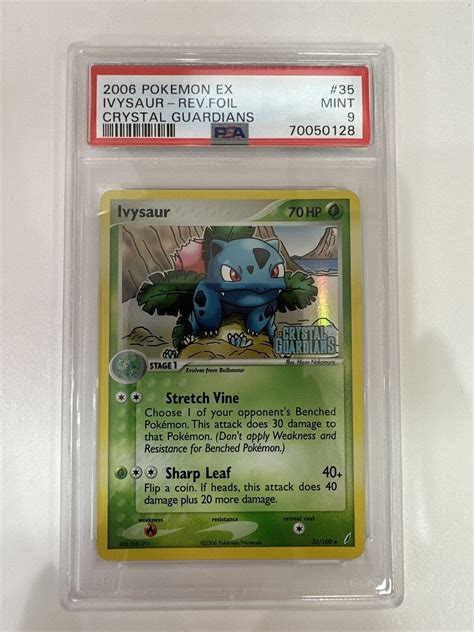 2006 POKEMON EX #35
IVYSAUR - REV.FOIL MINT
CRYSTAL GUARDIANS PSA 9
70050128
Ivysaur 70 HP
CRYSTAL
GUARDIANS
STAGE 1
Evolves from Bulbasaur
Illus. Hisao Nakamura
Stretch Vine
Choose 1 of your opponent's Benched
Pokémon. This attack does 30 damage to
that Pokémon. (Don't apply Weakness and
Resistance for Benched Pokémon.)
Sharp Leaf 40+
Flip a coin. If heads, this attack does 40
damage plus 20 more damage.
weakness resistance retreat cost
©2006 Pokémon/Nintendo 35/100